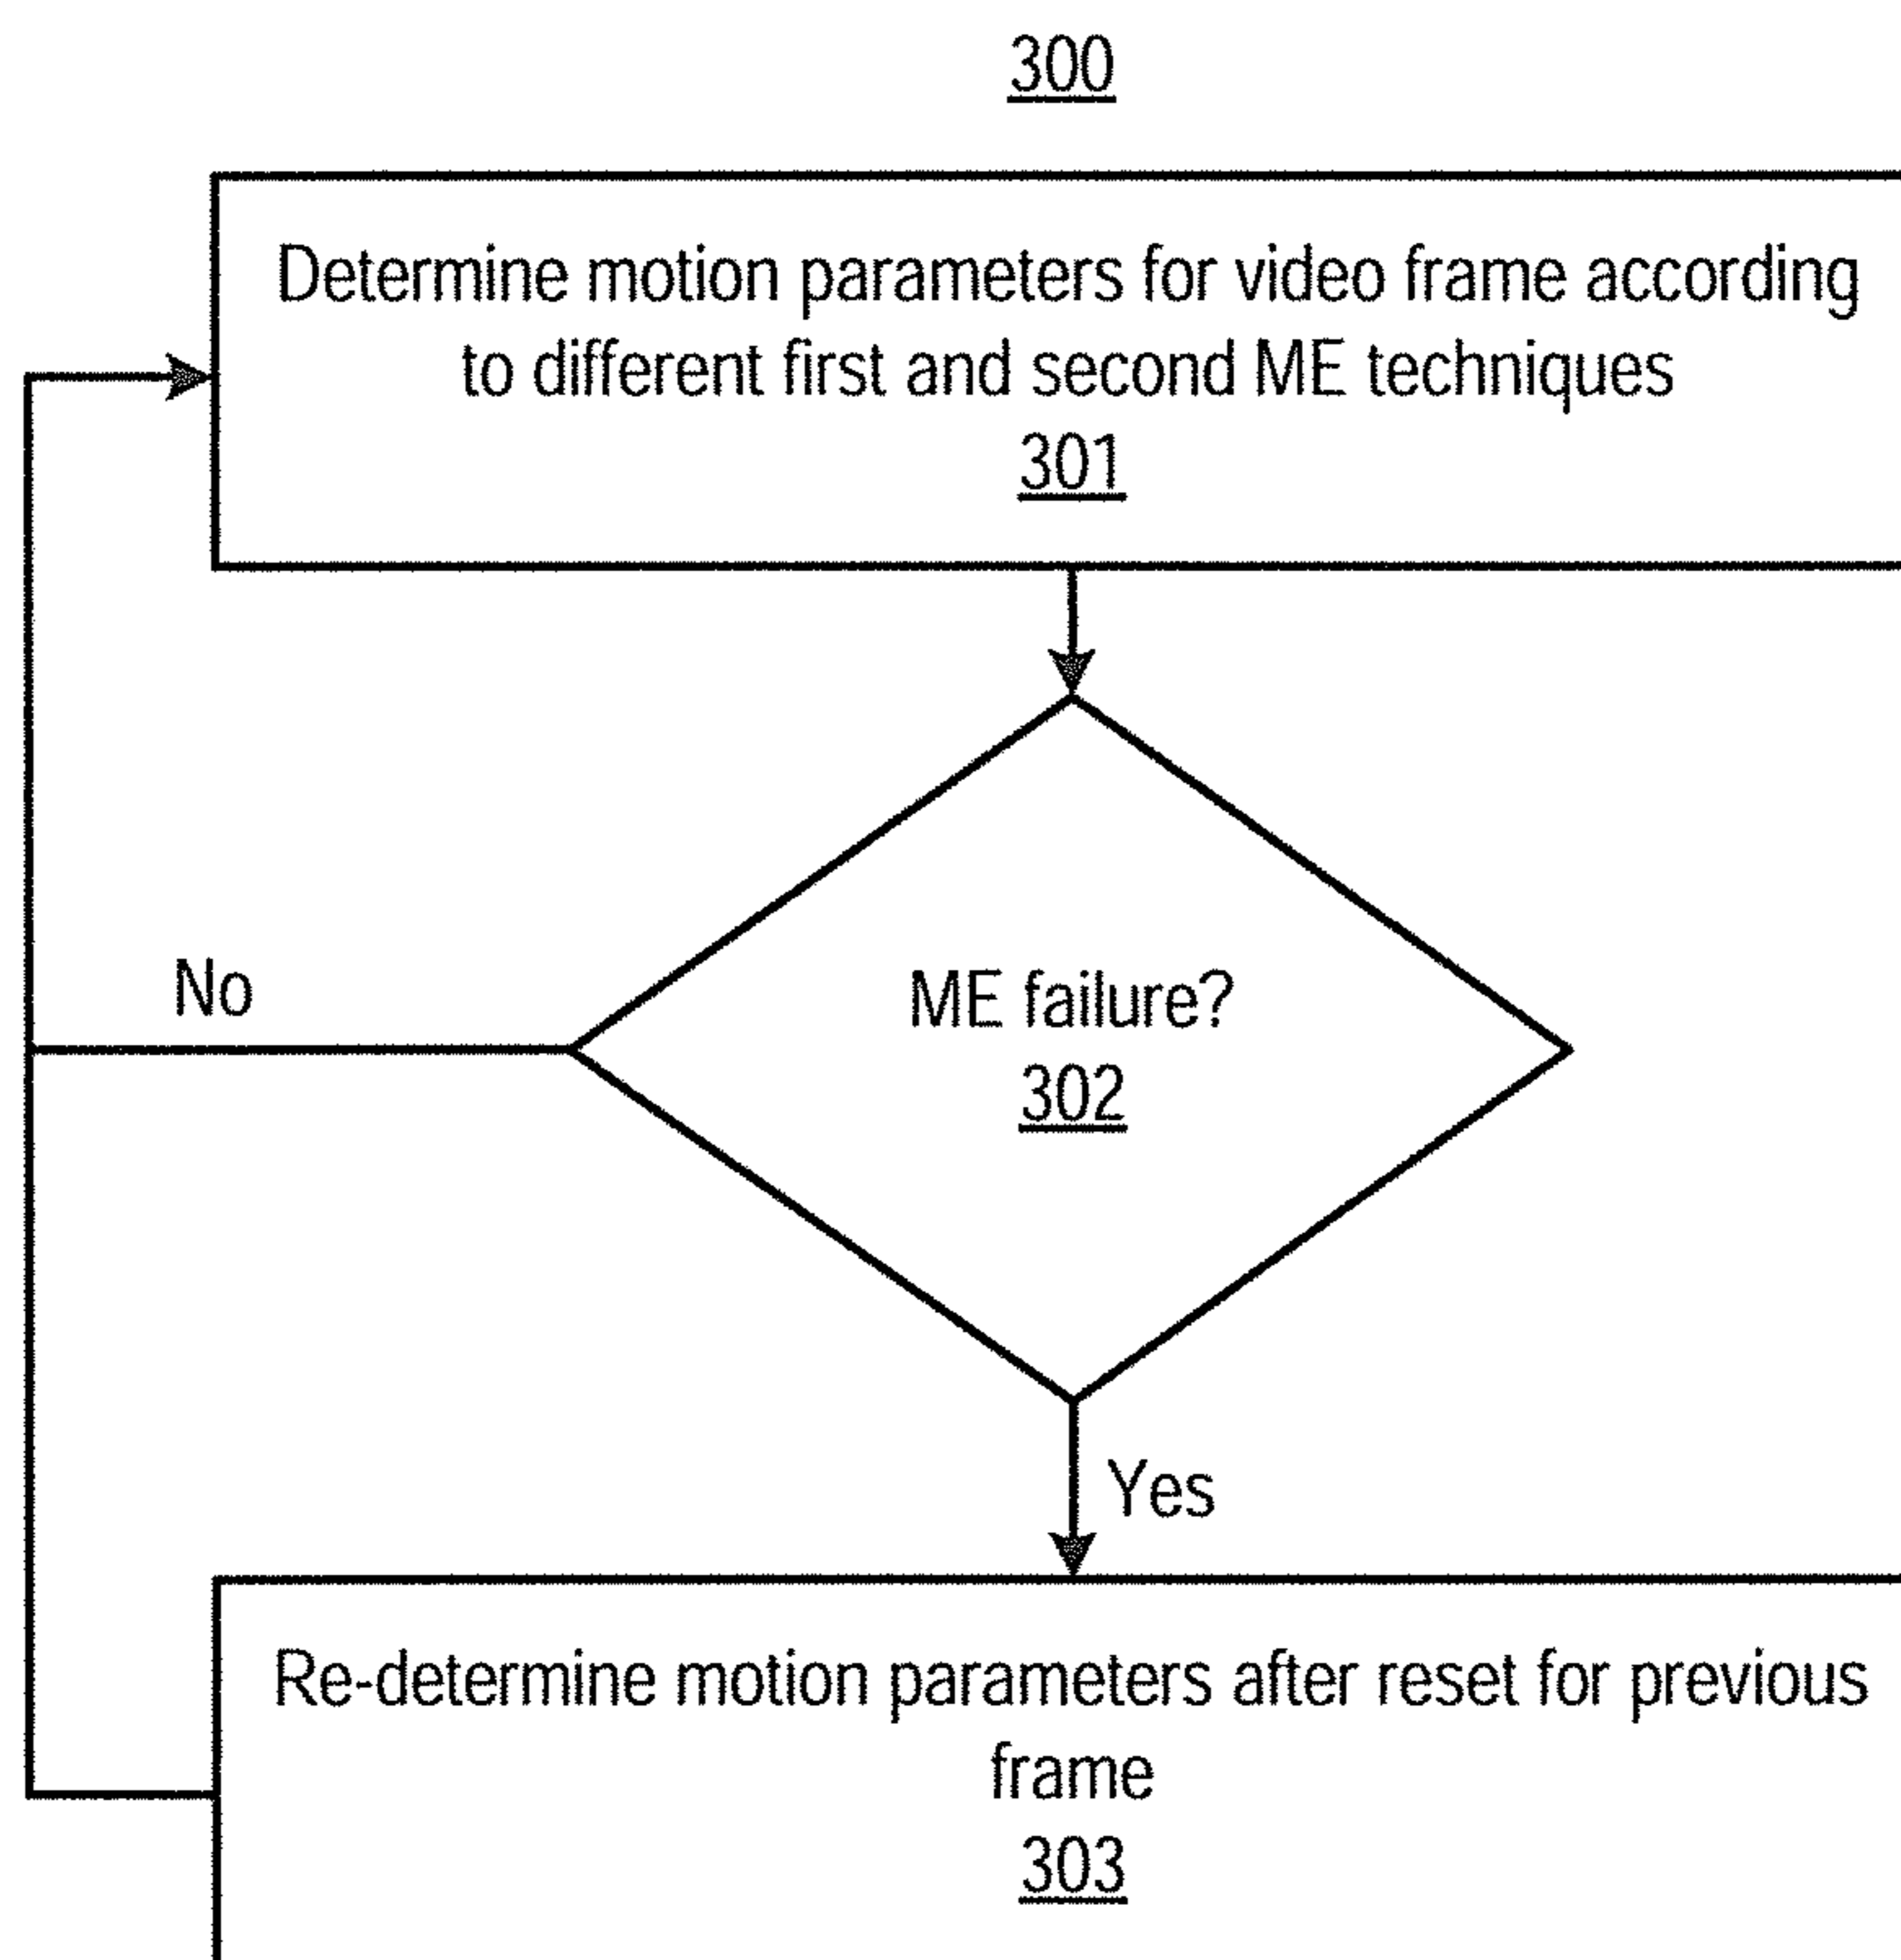 300
Determine motion parameters for video frame according
to different first and second ME techniques
301
ME failure?
302
No
Yes
Re-determine motion parameters after reset for previous
frame
303